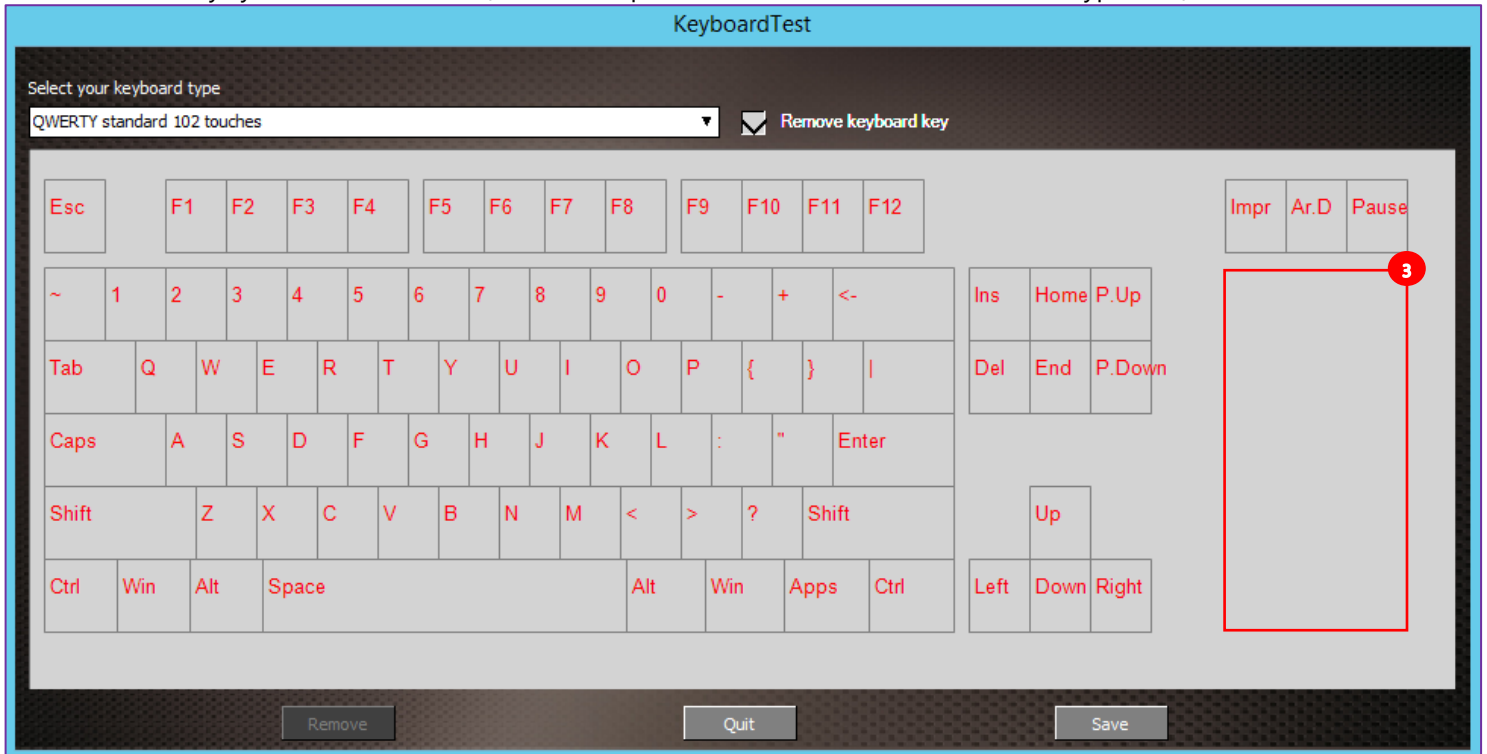 KeyboardTest
Select your keyboard type
QWERTY standard 102 touches
Remove keyboard key
Esc F1 F2 F3 F4 F5 F6 F7 F8 F9 F10 F11 F12 Impr Ar.D Pause
3
~ 1 2 3 4 5 6 7 8 9 0 - + <- Ins Home P.Up
Tab Q W E R T Y U I O P { } | Del End P.Down
Caps A S D F G H J K L : " Enter
Shift Z X C V B N M < > ? Shift Up
Ctrl Win Alt Space Alt Win Apps Ctrl Left Down Right
Remove Quit Save